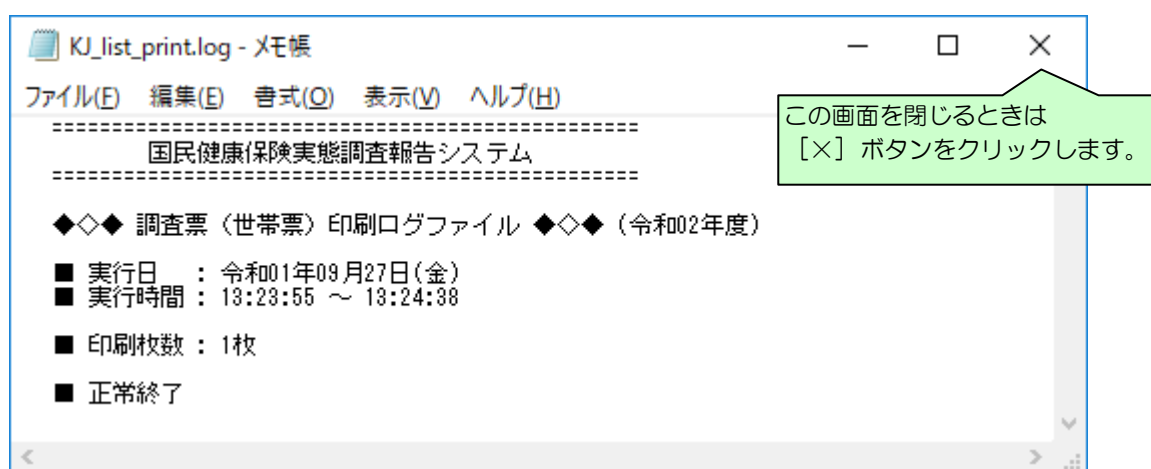 KJ_list_print.log - メモ帳
ファイル(F) 編集(E) 書式(O) 表示(V) ヘルプ(H)
この画面を閉じるときは
［×］ボタンをクリックします。
=================================================
国民健康保険実態調査報告システム
=================================================
◆◇◆ 調査票（世帯票）印刷ログファイル ◆◇◆（令和02年度）
■ 実行日 ： 令和01年09月27日(金)
■ 実行時間 ： 13:23:55 ～ 13:24:38
■ 印刷枚数 ： 1枚
■ 正常終了